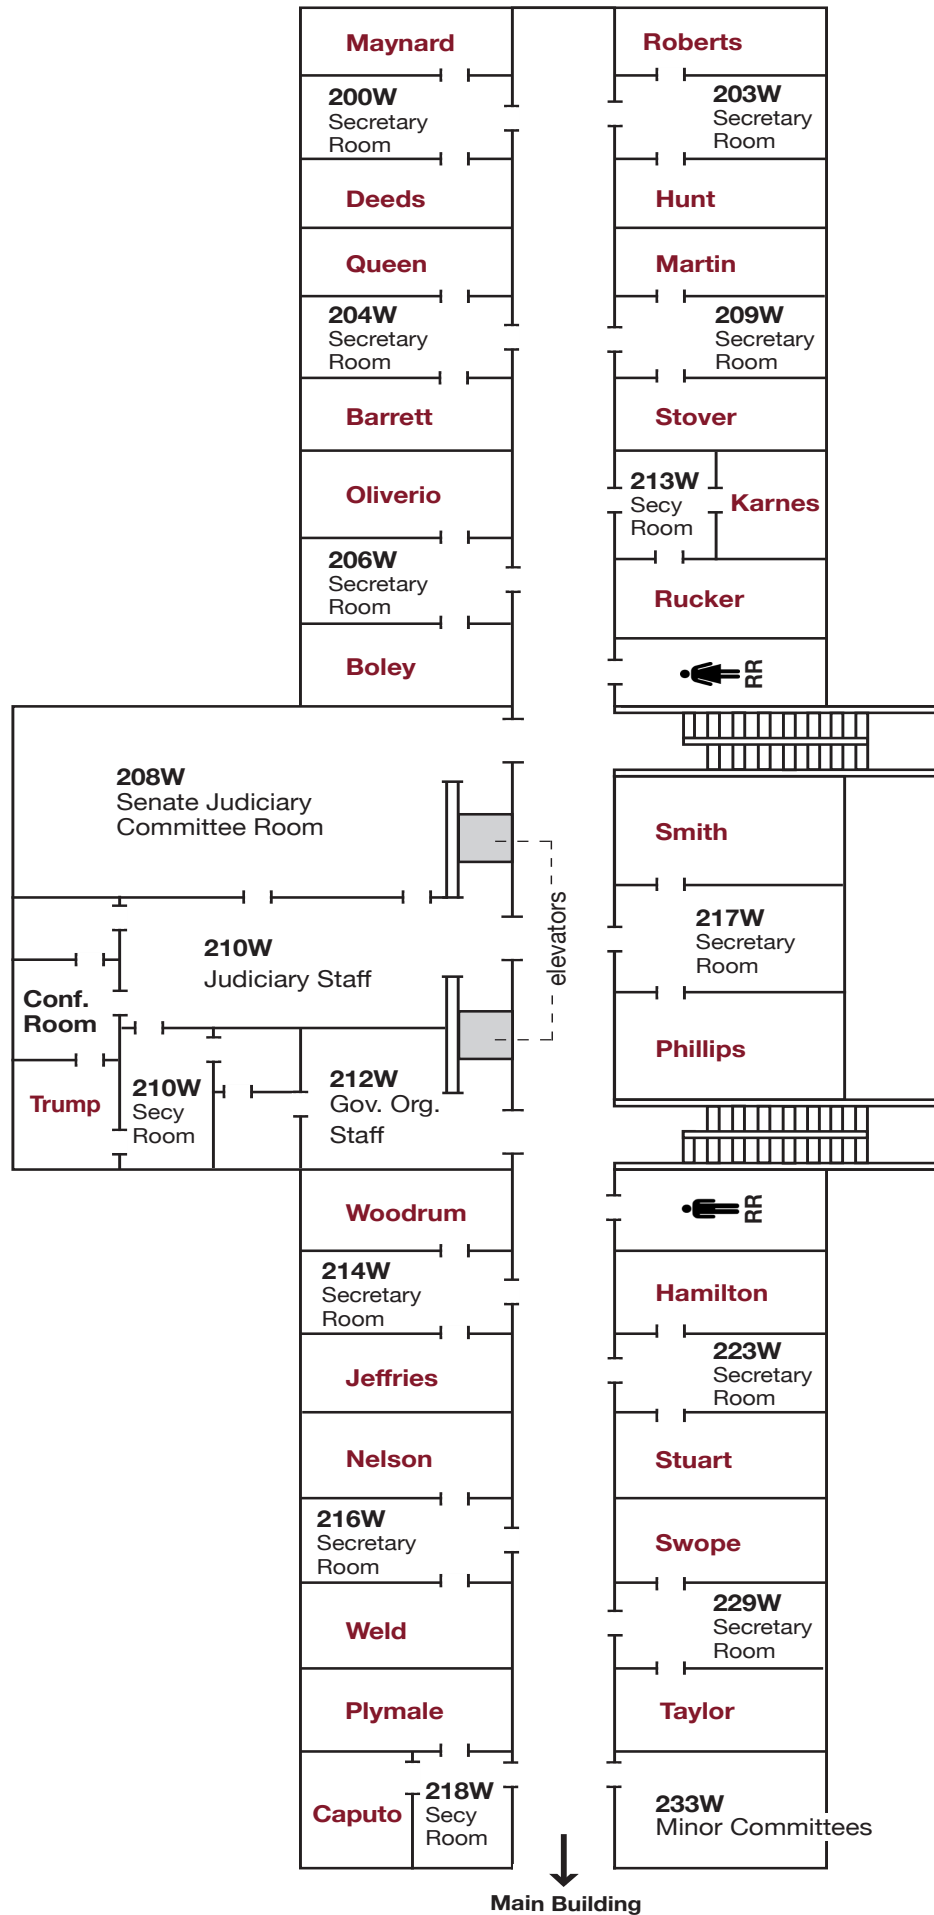 Maynard
200W
Secretary
Room
Deeds
Queen
204W
Secretary
Room
Barrett
Oliverio
206W
Secretary
Room
Boley
208W
Senate Judiciary
Committee Room
210W
Judiciary Staff
Conf.
Room
Trump
210W
Secy
Room
212W
Gov. Org.
Staff
elevators
Woodrum
214W
Secretary
Room
Jeffries
Nelson
216W
Secretary
Room
Weld
Plymale
Caputo
218W
Secy
Room
Roberts
203W
Secretary
Room
Hunt
Martin
209W
Secretary
Room
Stover
213W
Secy
Room
Karnes
Rucker
RR
Smith
217W
Secretary
Room
Phillips
RR
Hamilton
223W
Secretary
Room
Stuart
Swope
229W
Secretary
Room
Taylor
233W
Minor Committees
Main Building